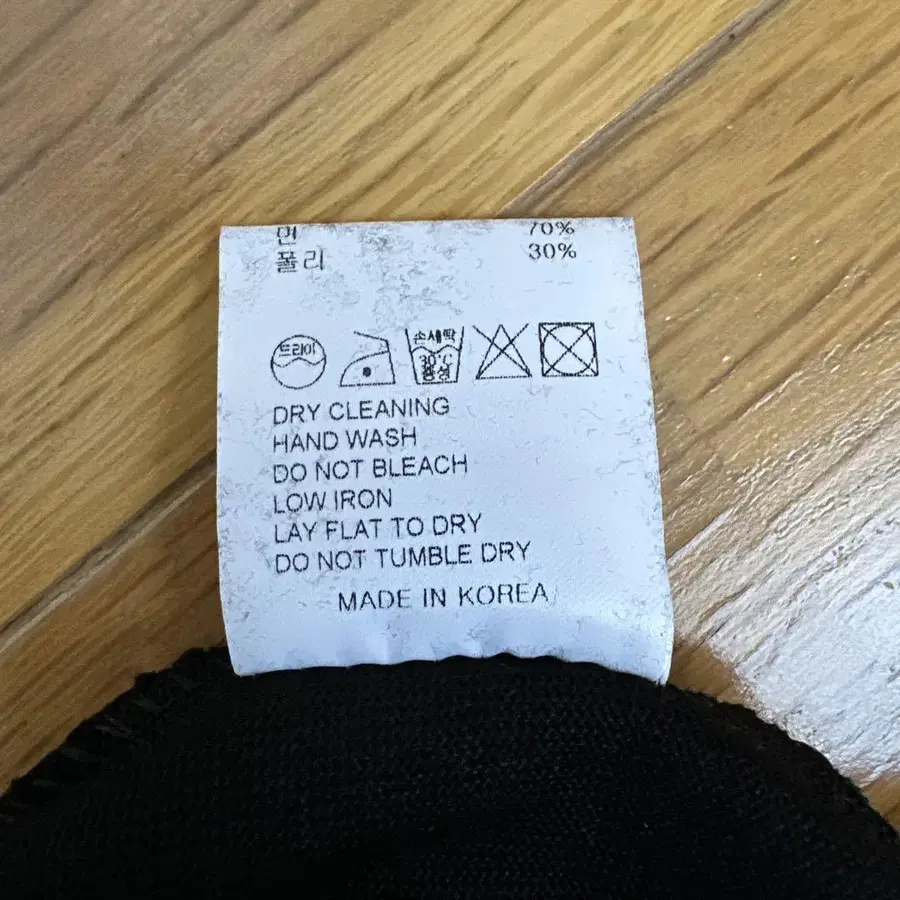 면 70%
폴리 30%
드라이 손세탁
30°C
중성
DRY CLEANING
HAND WASH
DO NOT BLEACH
LOW IRON
LAY FLAT TO DRY
DO NOT TUMBLE DRY
MADE IN KOREA